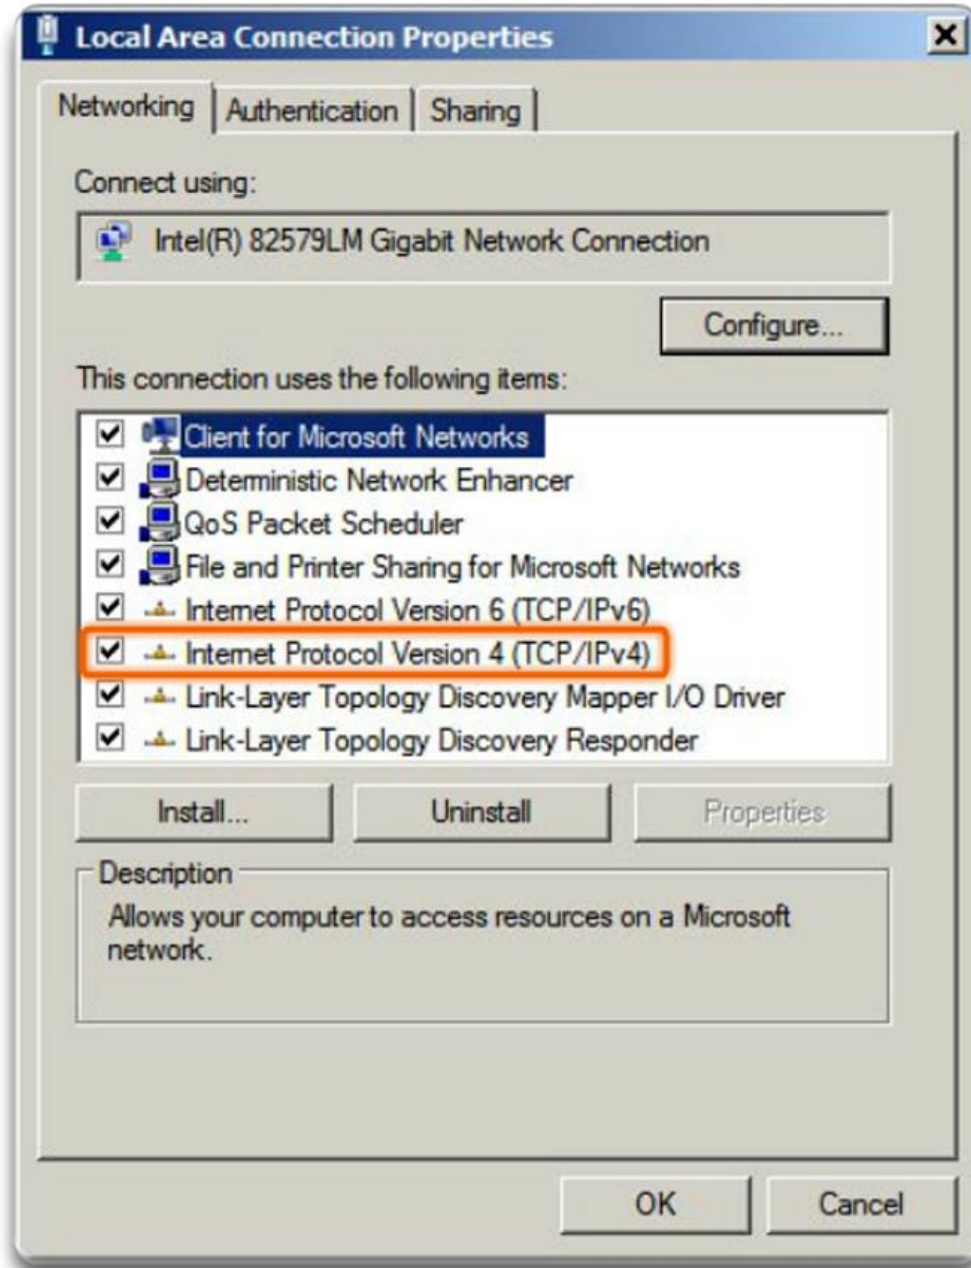 Local Area Connection Properties
Networking
Authentication
Sharing
Connect using:
Intel(R) 82579LM Gigabit Network Connection
Configure...
This connection uses the following items:
Client for Microsoft Networks
Deterministic Network Enhancer
QoS Packet Scheduler
File and Printer Sharing for Microsoft Networks
Internet Protocol Version 6 (TCP/IPv6)
Internet Protocol Version 4 (TCP/IPv4)
Link-Layer Topology Discovery Mapper I/O Driver
Link-Layer Topology Discovery Responder
Install...
Uninstall
Properties
Description
Allows your computer to access resources on a Microsoft
network.
OK
Cancel